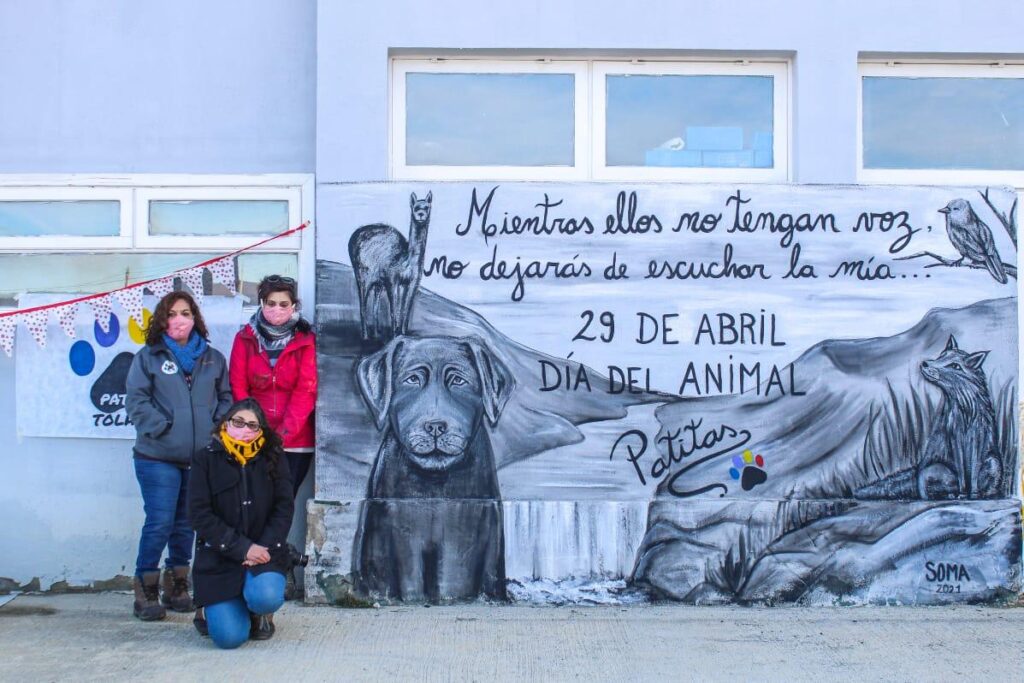 Mientras ellos no tengan voz,
no dejarás de escuchar la mía...
29 DE ABRIL
DÍA DEL ANIMAL
Patitas
SOMA
2021